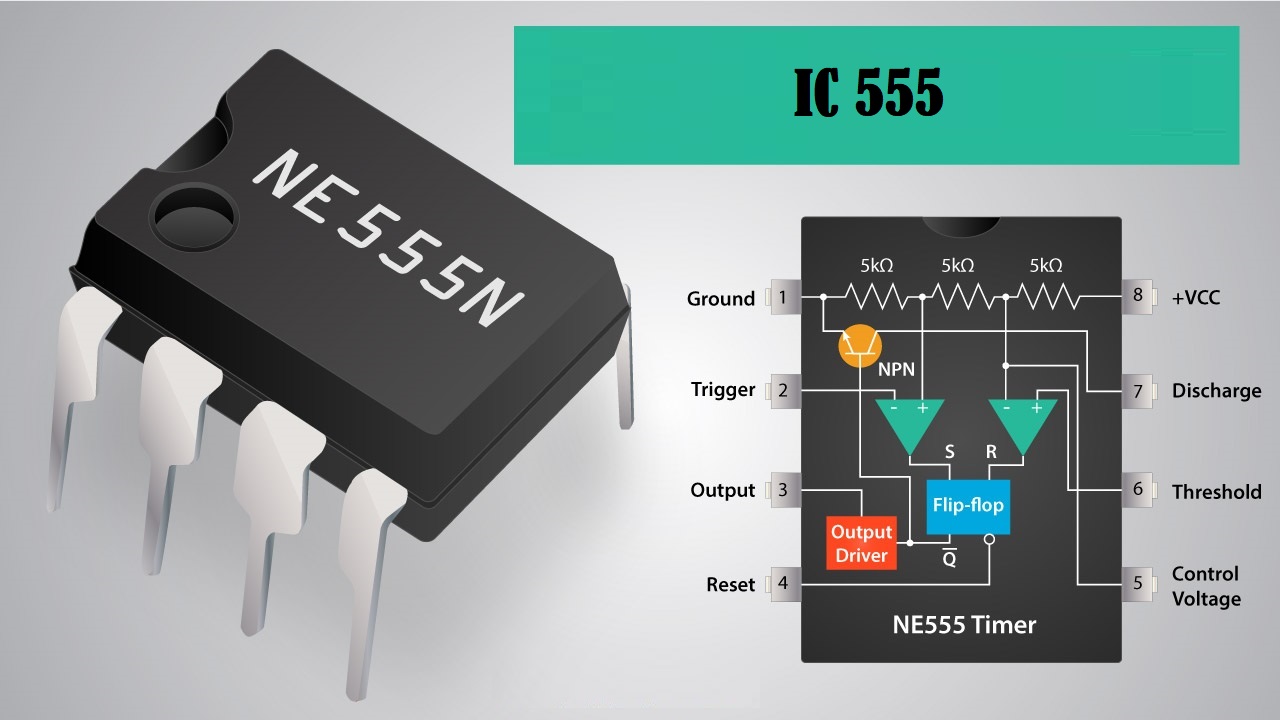 IC 555
NE555N
5kΩ 5kΩ 5kΩ
Ground 1
8 +VCC
NPN
Trigger 2
- +
- +
7 Discharge
S R
Output 3
Flip-flop
6 Threshold
Output
Driver
Q̅
Reset 4
5 Control
Voltage
NE555 Timer